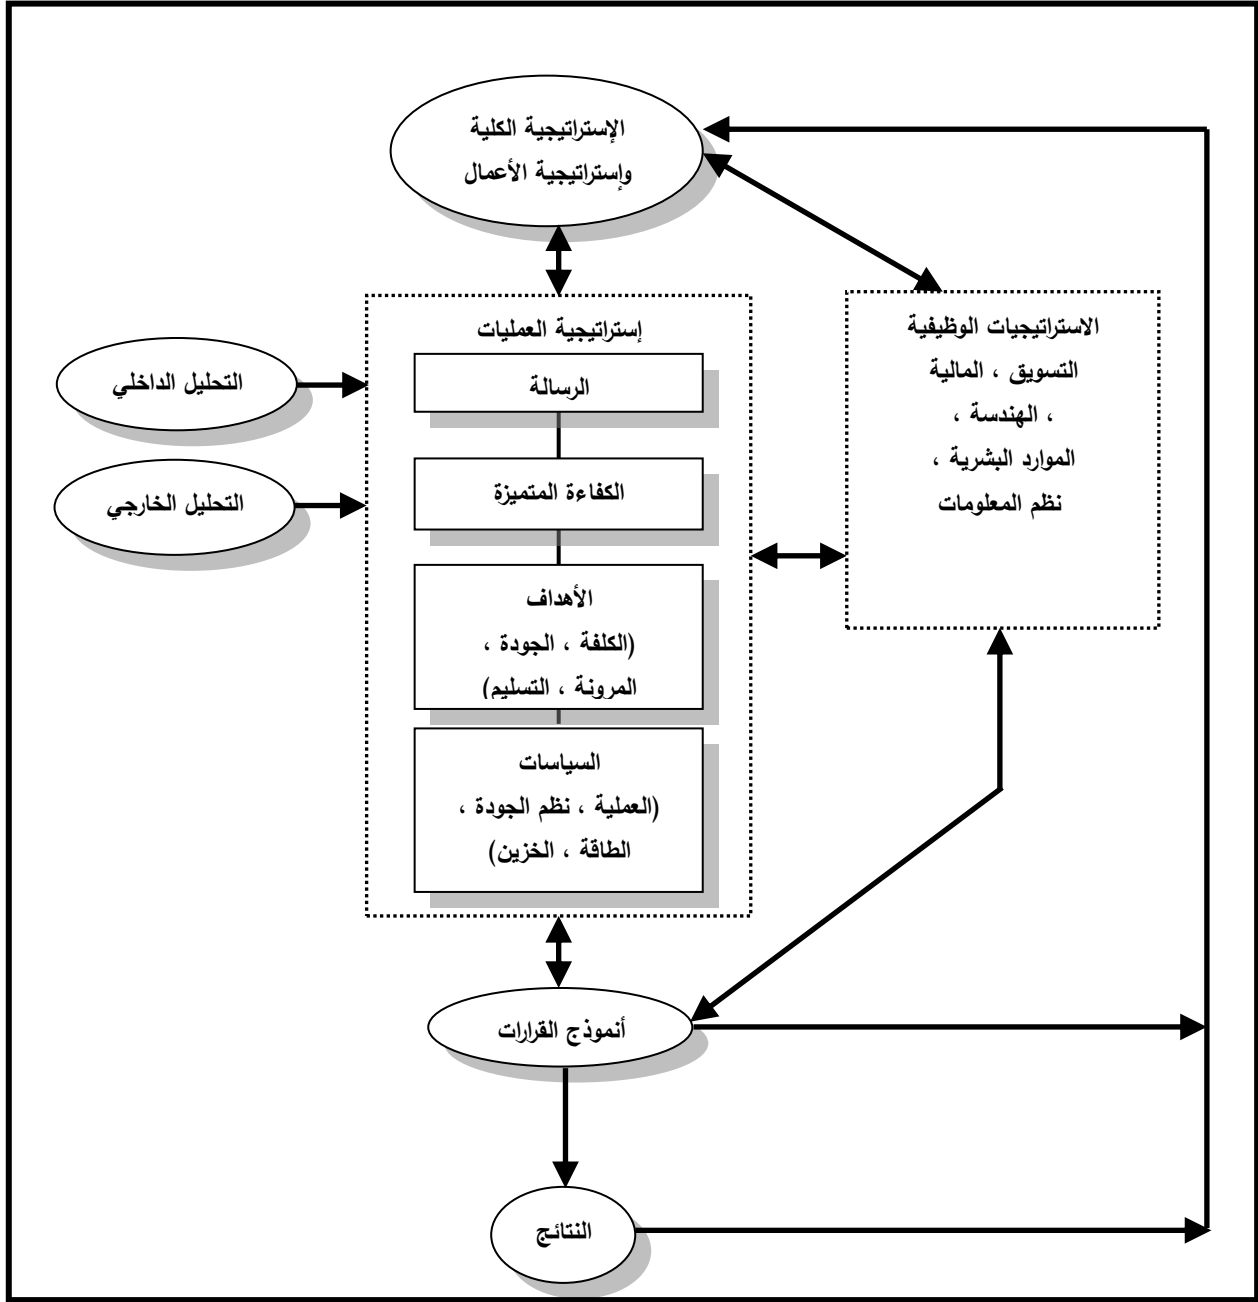 الإستراتيجية الكلية
وإستراتيجية الأعمال
إستراتيجية العمليات
الرسالة
الكفاءة المتميزة
الأهداف
(الكلفة ، الجودة ،
المرونة ، التسليم)
السياسات
(العملية ، نظم الجودة ،
الطاقة ، الخزين)
الاستراتيجيات الوظيفية
التسويق ، المالية
، الهندسة ،
الموارد البشرية ،
نظم المعلومات
التحليل الداخلي
التحليل الخارجي
أنموذج القرارات
النتائج